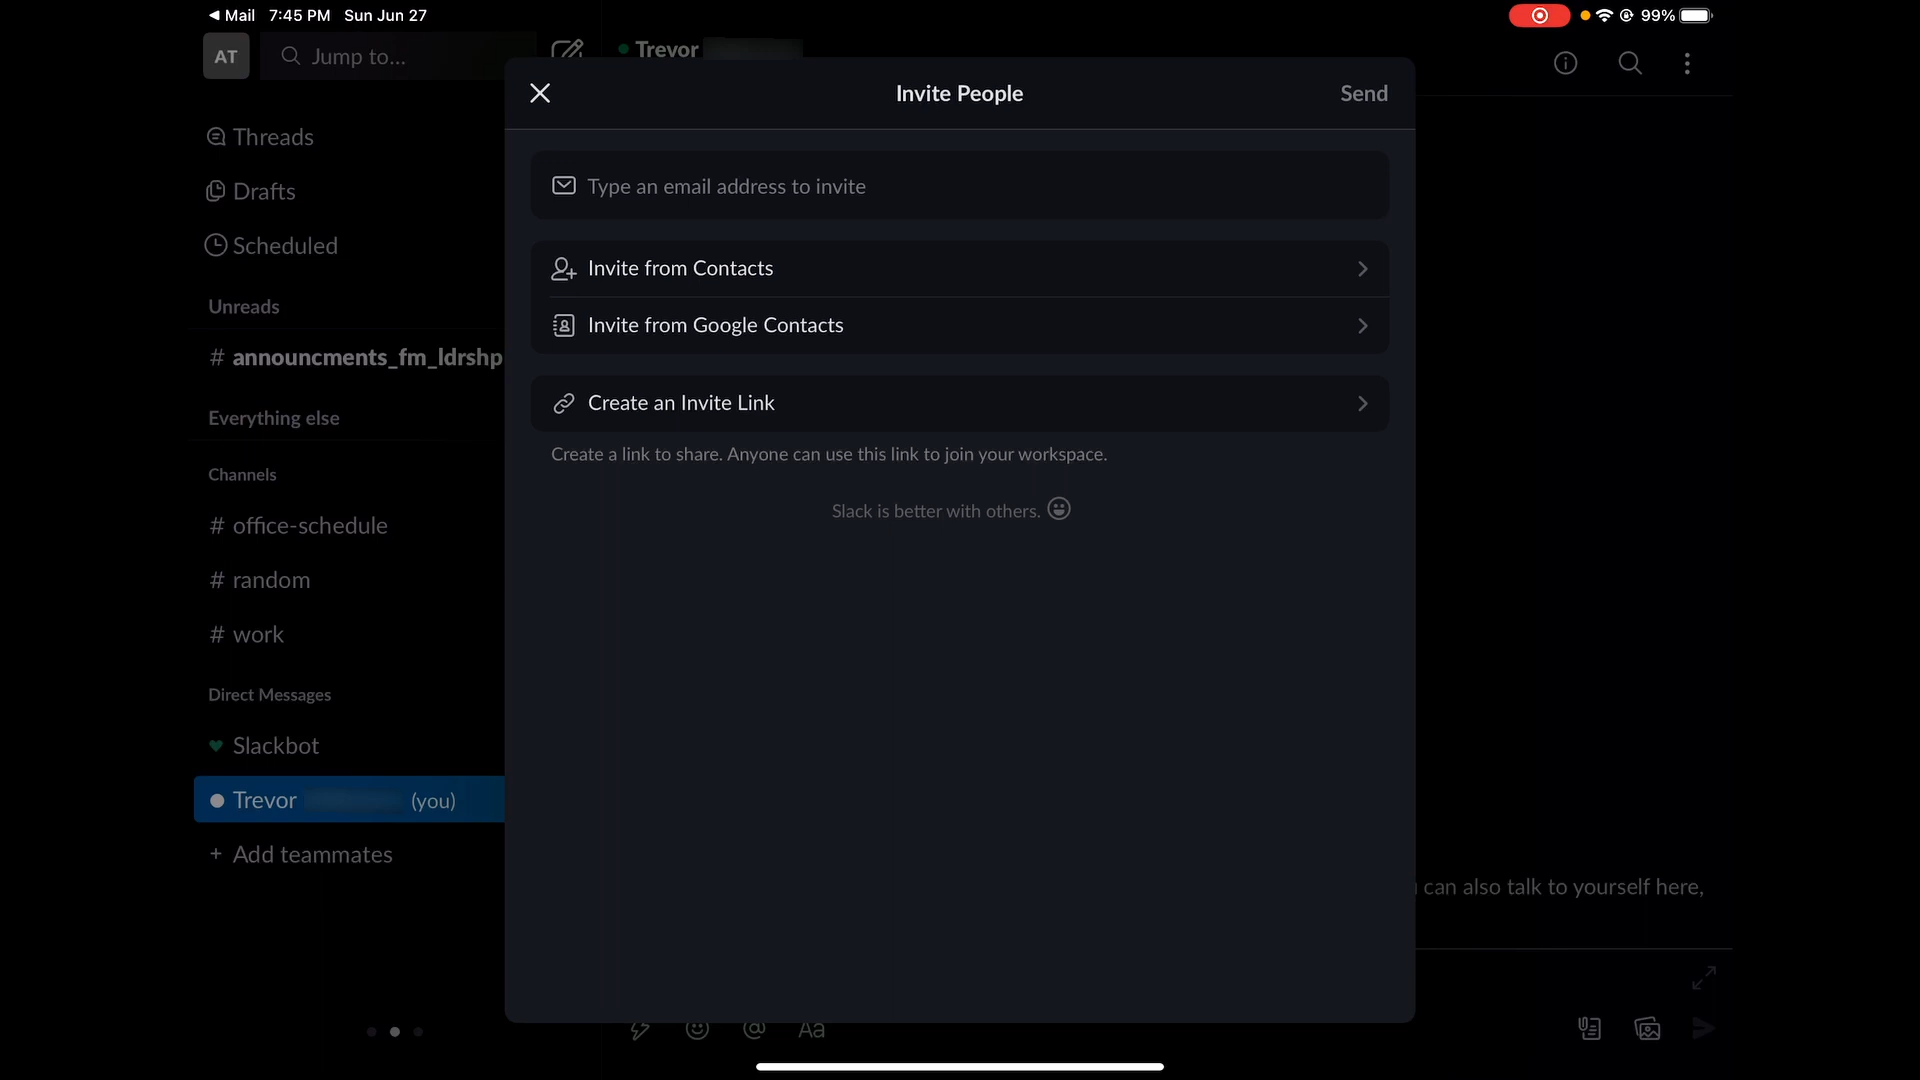 Mail 7:45 PM Sun Jun 27
99%
AT
Jump to...
Trevor
Invite People
Send
Threads
Drafts
Scheduled
Unreads
# announcments_fm_ldrshp
Everything else
Channels
# office-schedule
# random
# work
Direct Messages
Slackbot
Trevor (you)
+ Add teammates
Type an email address to invite
Invite from Contacts
Invite from Google Contacts
Create an Invite Link
Create a link to share. Anyone can use this link to join your workspace.
Slack is better with others.
can also talk to yourself here,
@ Aa